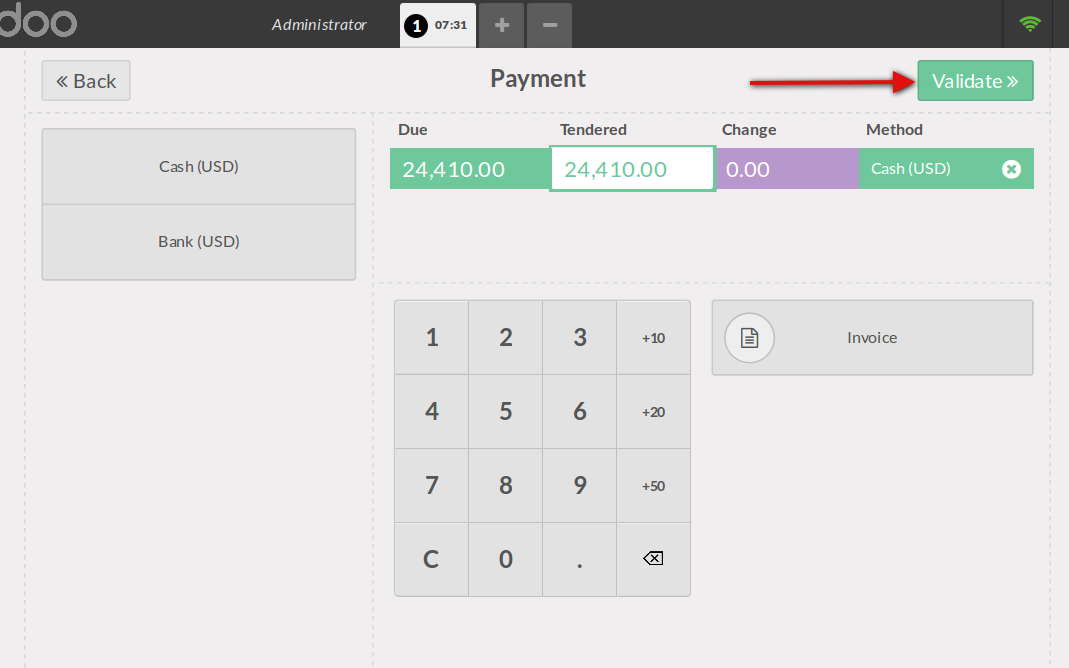 doo Administrator 1 07:31 + −
« Back Payment Validate »
Due Tendered Change Method
24,410.00 24,410.00 0.00 Cash (USD)
Cash (USD)
Bank (USD)
1 2 3 +10
4 5 6 +20
7 8 9 +50
C 0 .
Invoice